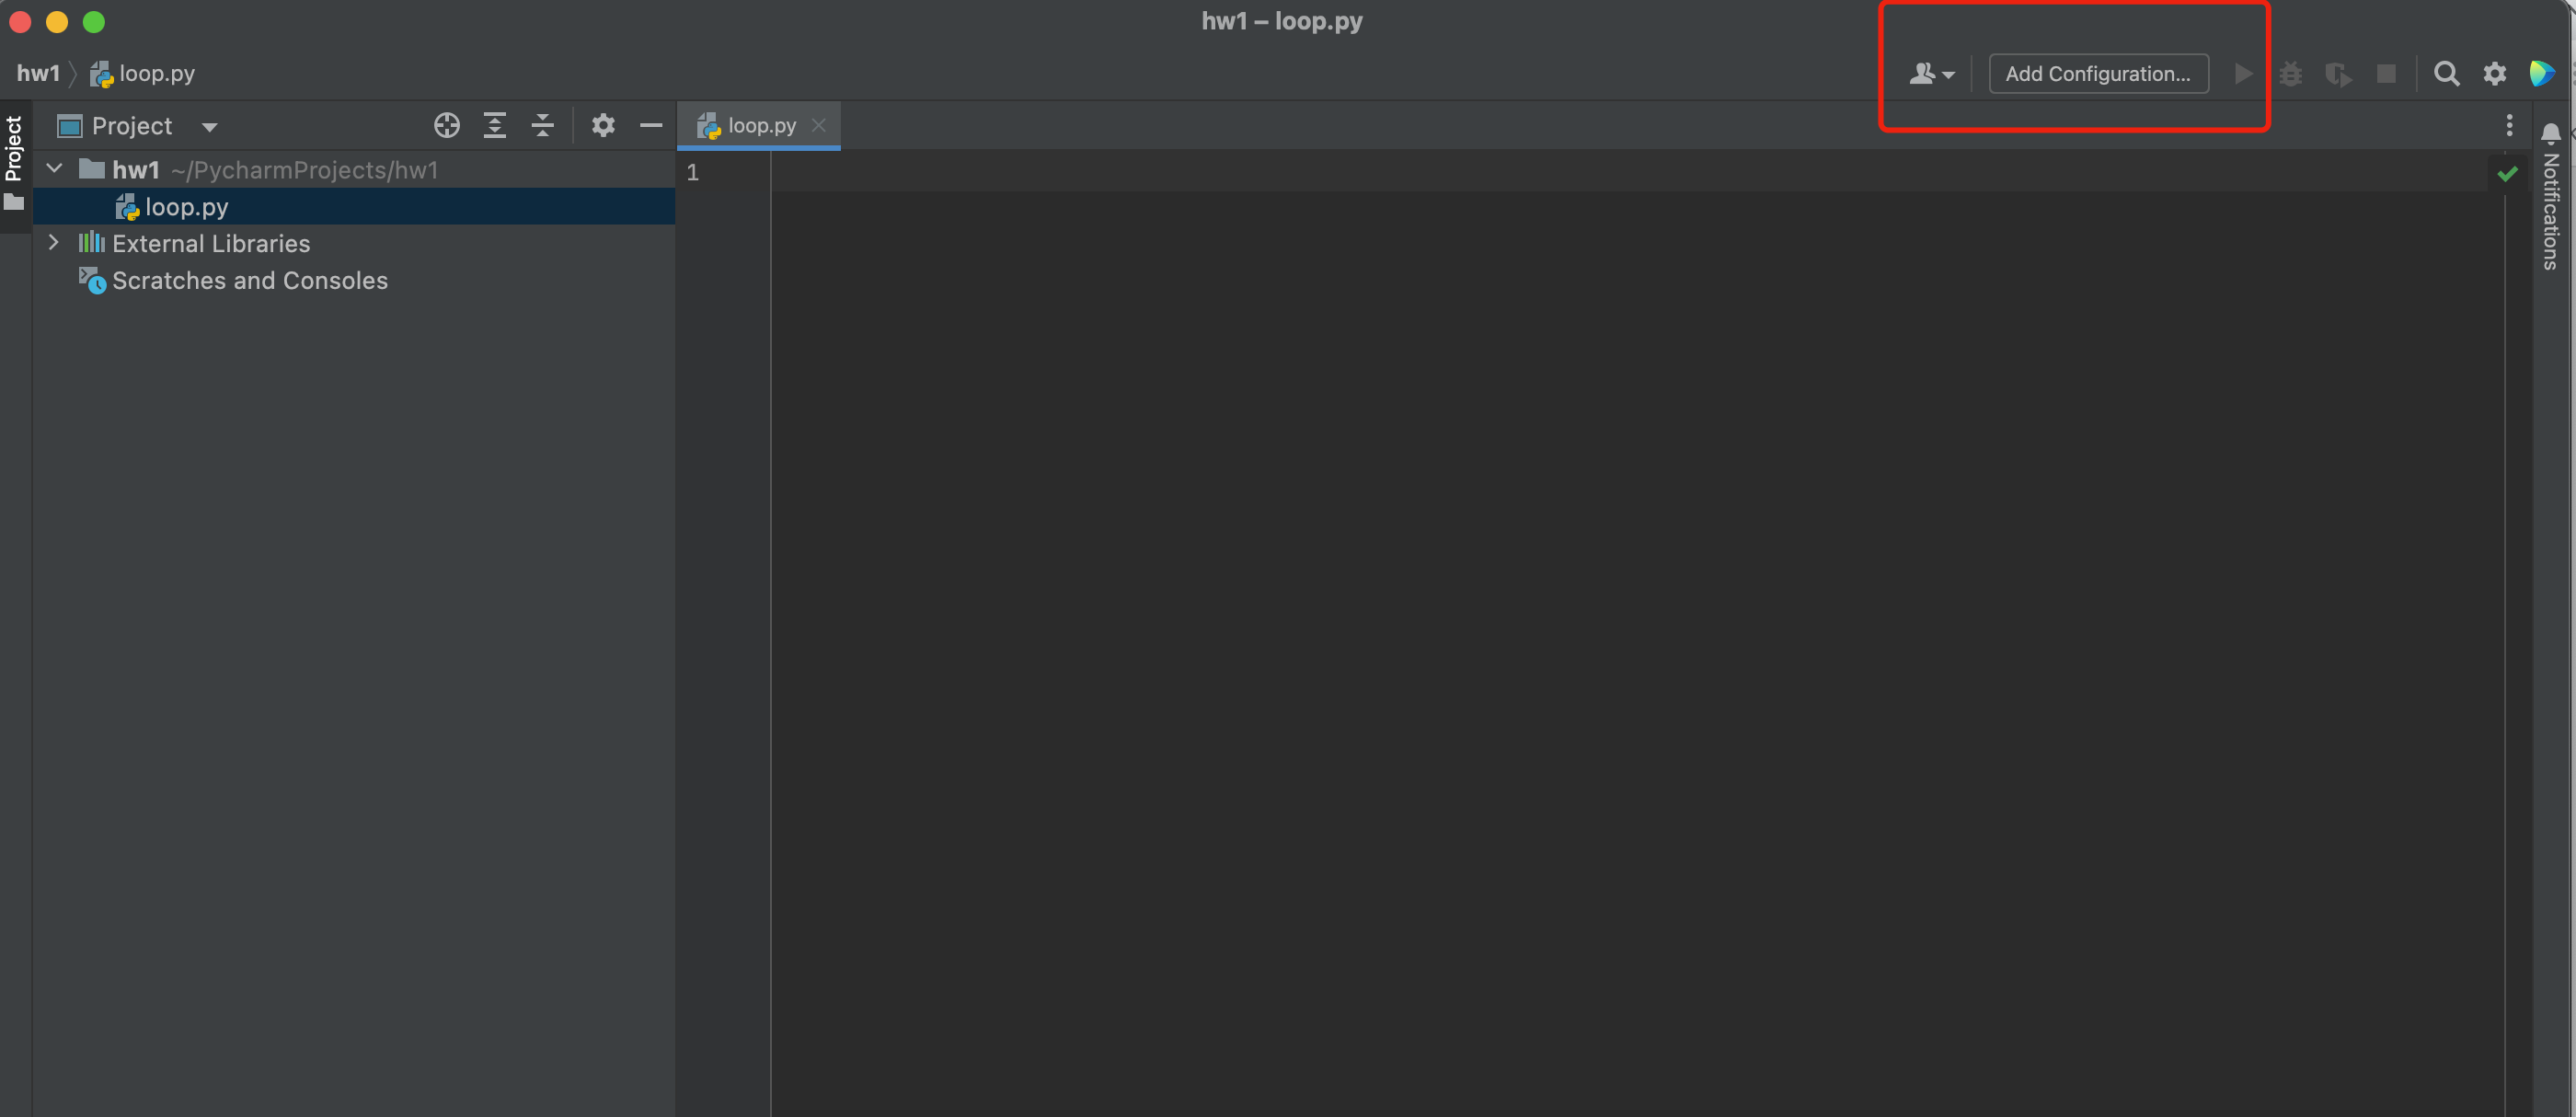 hw1 – loop.py
hw1 loop.py
Add Configuration...
Project
Project
loop.py
hw1 ~/PycharmProjects/hw1
1
loop.py
External Libraries
Scratches and Consoles
Notifications